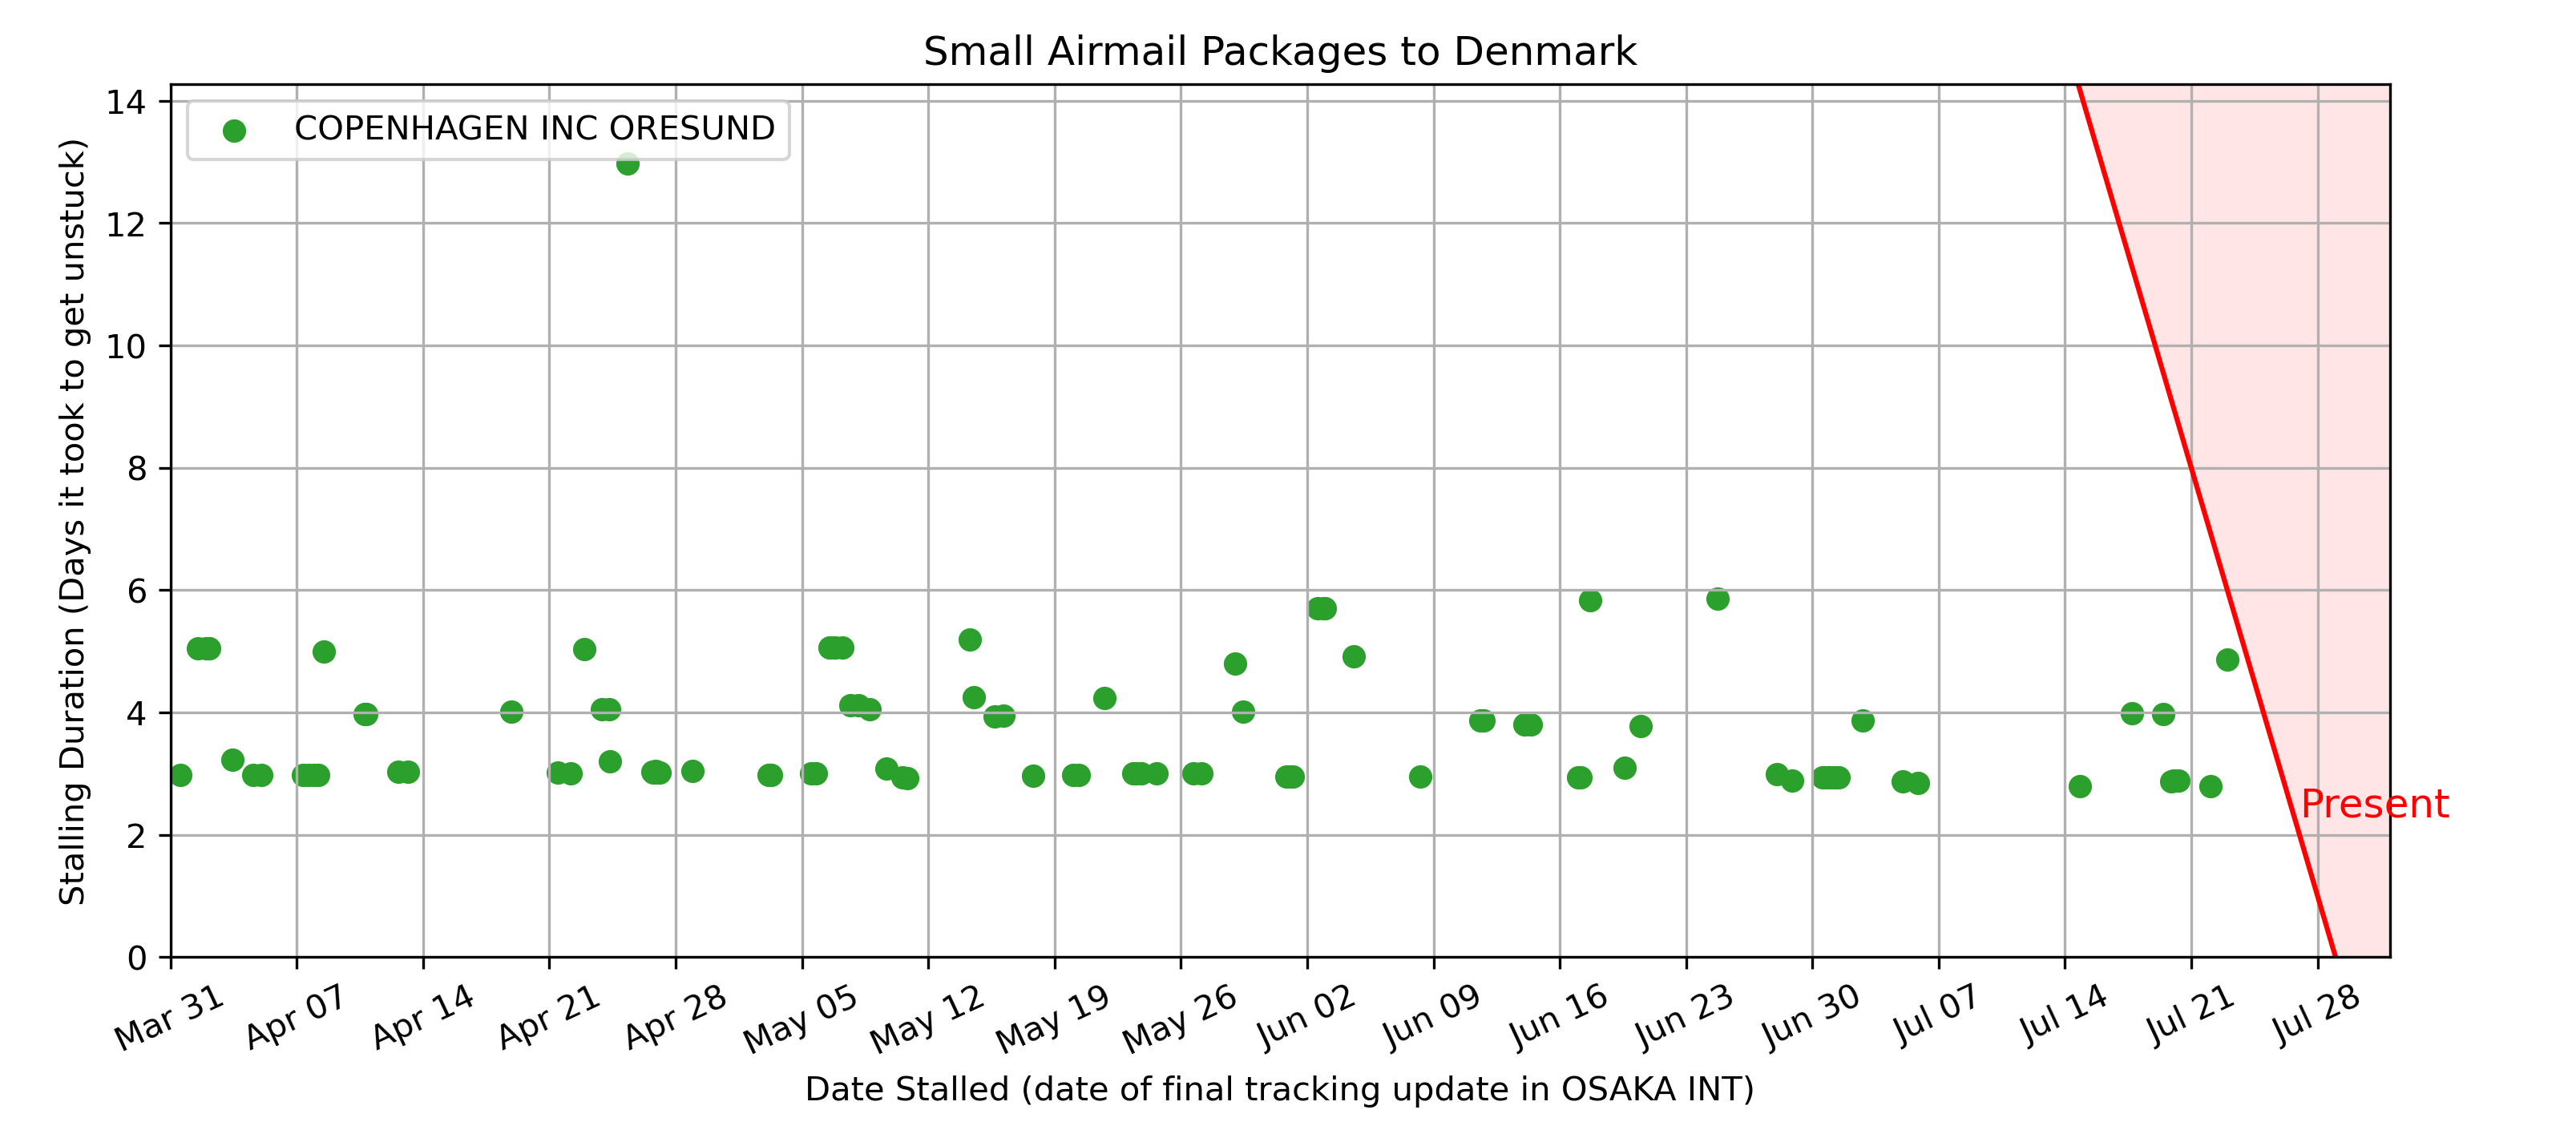 Small Airmail Packages to Denmark
COPENHAGEN INC ORESUND
Stalling Duration (Days it took to get unstuck)
14
12
10
8
6
4
2
0
Present
Mar 31
Apr 07
Apr 14
Apr 21
Apr 28
May 05
May 12
May 19
May 26
Jun 02
Jun 09
Jun 16
Jun 23
Jun 30
Jul 07
Jul 14
Jul 21
Jul 28
Date Stalled (date of final tracking update in OSAKA INT)